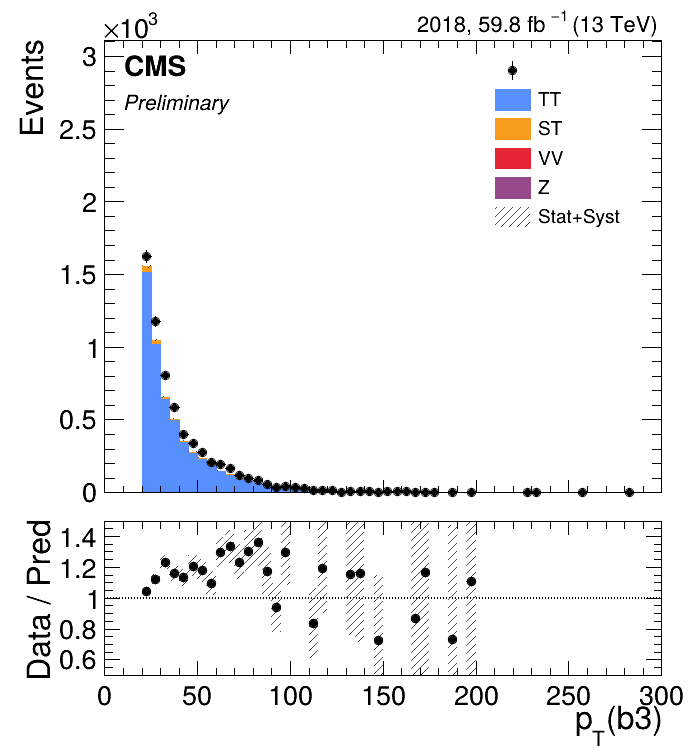 ×10³
2018, 59.8 fb⁻¹ (13 TeV)
Events
3
2.5
2
1.5
1
0.5
0
CMS
Preliminary
TT
ST
VV
Z
Stat+Syst
Data / Pred
1.4
1.2
1
0.8
0.6
0 50 100 150 200 250 300
p_T(b3)